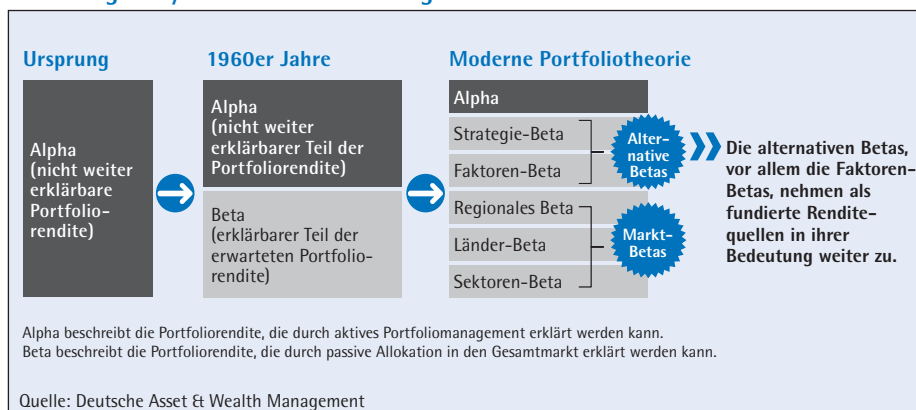 Ursprung
Alpha
(nicht weiter
erklärbare
Portfolio-
rendite)
1960er Jahre
Alpha
(nicht weiter
erklärbarer Teil der
Portfoliorendite)
Beta
(erklärbarer Teil der
erwarteten Portfolio-
rendite)
Moderne Portfoliotheorie
Alpha
Strategie-Beta
Faktoren-Beta
Regionales Beta
Länder-Beta
Sektoren-Beta
Alter-
native
Betas
Markt-
Betas
Die alternativen Betas,
vor allem die Faktoren-
Betas, nehmen als
fundierte Rendite-
quellen in ihrer
Bedeutung weiter zu.
Alpha beschreibt die Portfoliorendite, die durch aktives Portfoliomanagement erklärt werden kann.
Beta beschreibt die Portfoliorendite, die durch passive Allokation in den Gesamtmarkt erklärt werden kann.
Quelle: Deutsche Asset & Wealth Management